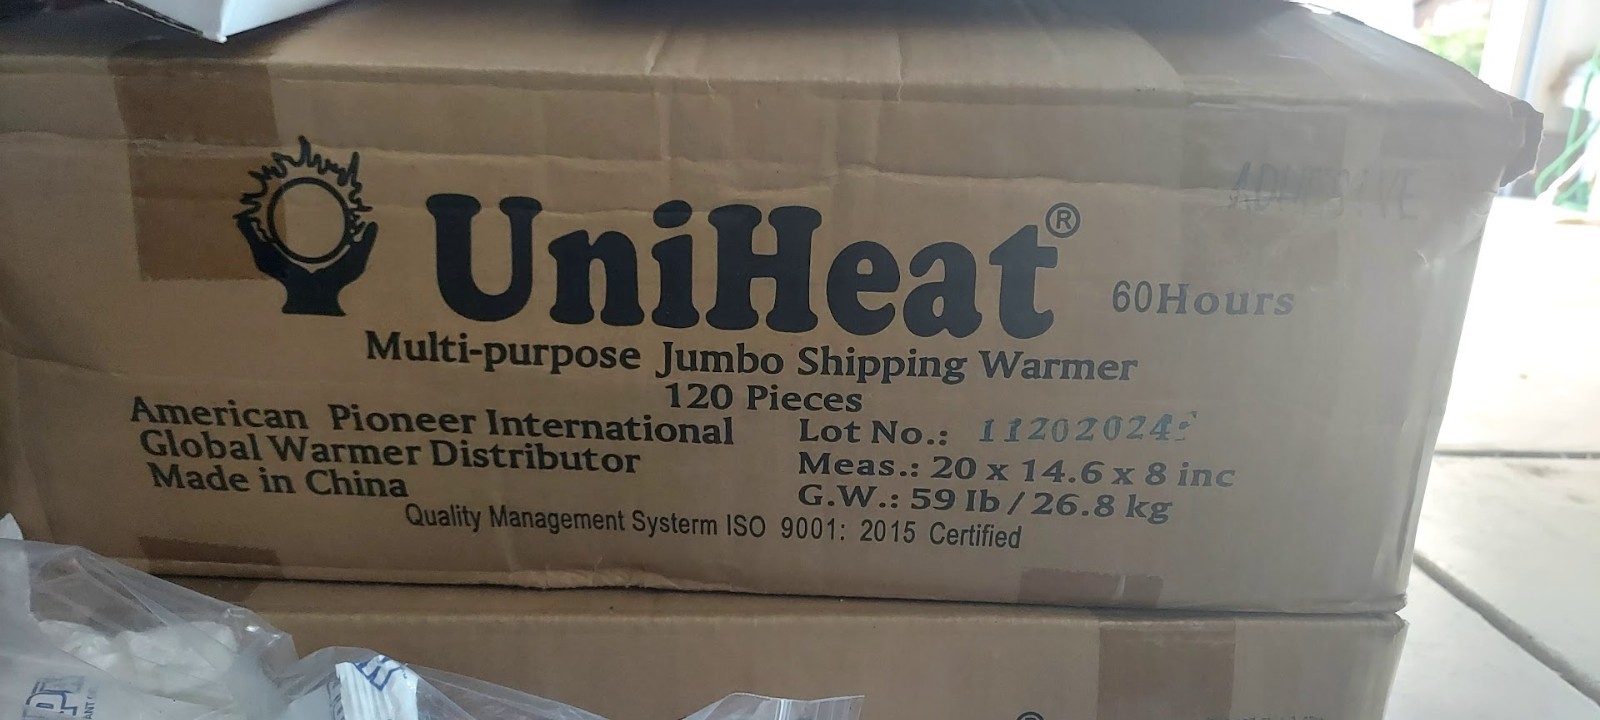 ADHESIVE
UniHeat®
60Hours
Multi-purpose Jumbo Shipping Warmer
120 Pieces
American Pioneer International
Global Warmer Distributor
Made in China
Lot No.: 11202024
Meas.: 20 x 14.6 x 8 inc
G.W.: 59 lb / 26.8 kg
Quality Management Systerm ISO 9001: 2015 Certified
®